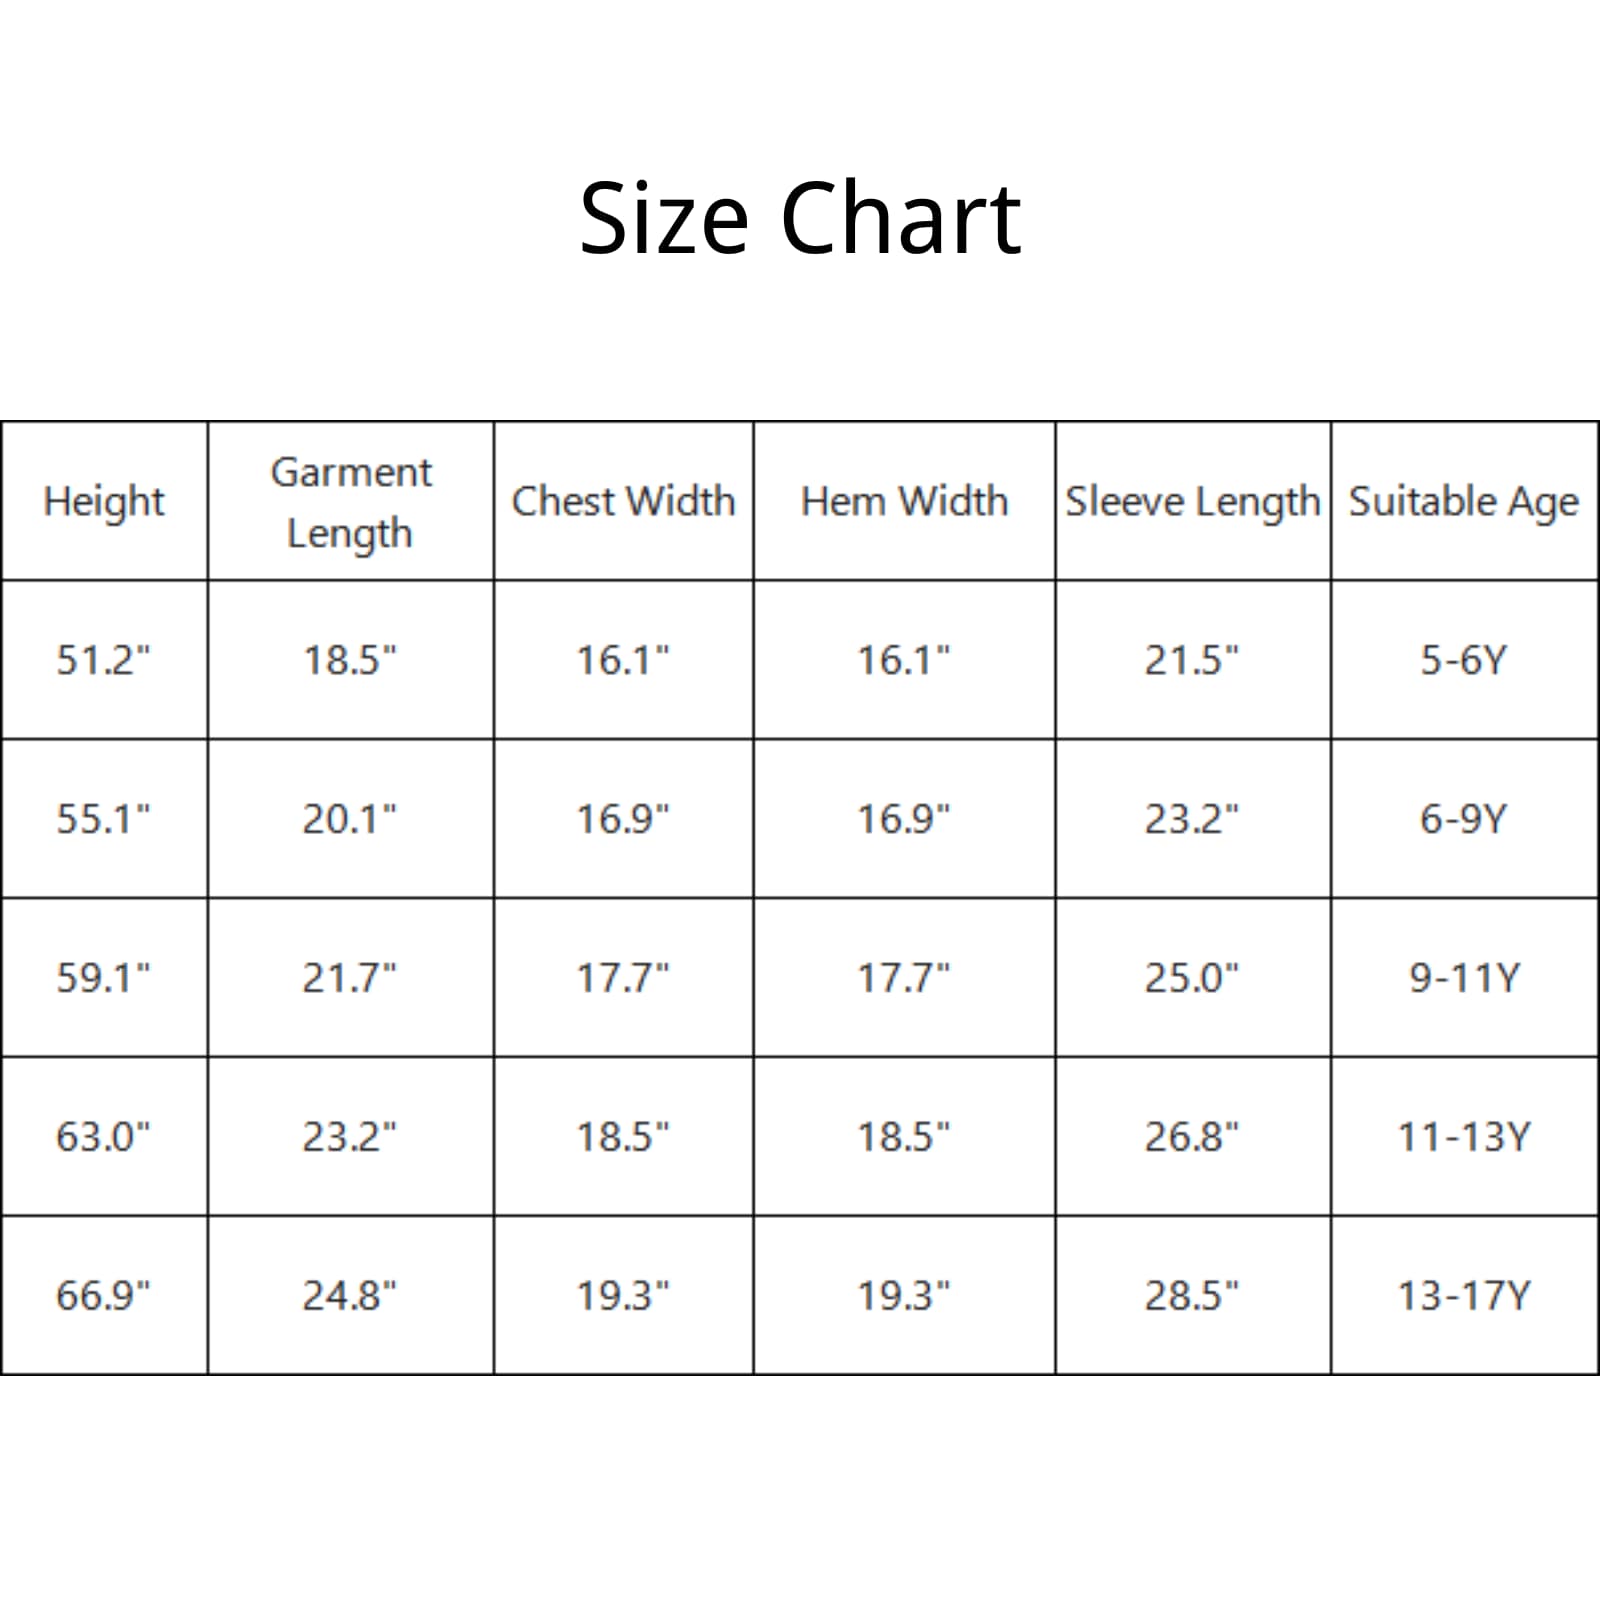 Size Chart
Height Garment Length Chest Width Hem Width Sleeve Length Suitable Age
51.2" 18.5" 16.1" 16.1" 21.5" 5-6Y
55.1" 20.1" 16.9" 16.9" 23.2" 6-9Y
59.1" 21.7" 17.7" 17.7" 25.0" 9-11Y
63.0" 23.2" 18.5" 18.5" 26.8" 11-13Y
66.9" 24.8" 19.3" 19.3" 28.5" 13-17Y